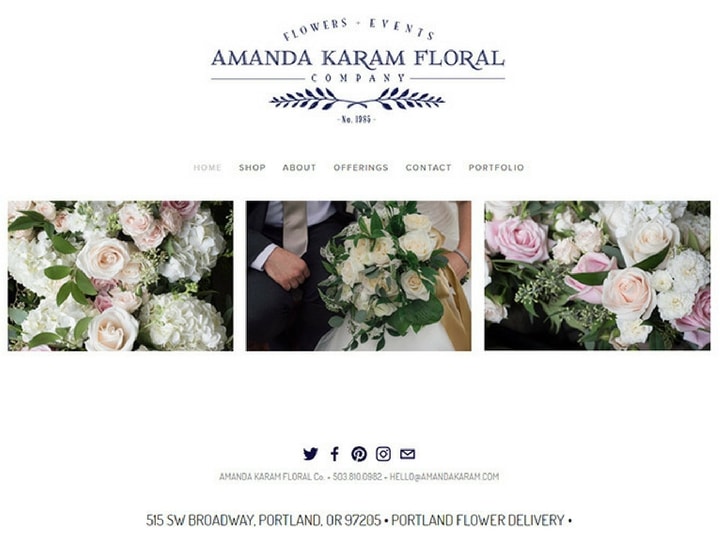 FLOWERS - EVENTS
AMANDA KARAM FLORAL
COMPANY
- No. 1985 -
HOME SHOP ABOUT OFFERINGS CONTACT PORTFOLIO
AMANDA KARAM FLORAL Co. • 503.810.0982 • HELLO@AMANDAKARAM.COM
515 SW BROADWAY, PORTLAND, OR 97205 • PORTLAND FLOWER DELIVERY •